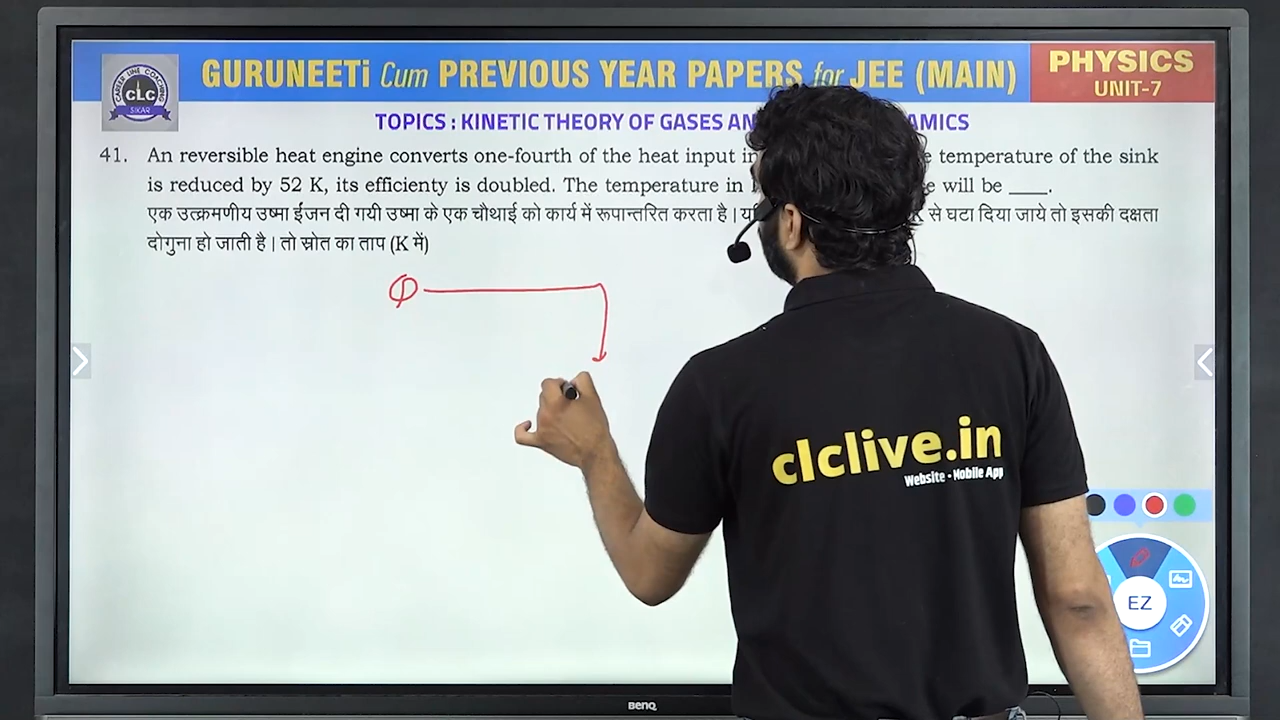 GURUNEETi Cum PREVIOUS YEAR PAPERS for JEE (MAIN)
PHYSICS
UNIT-7
CAREER LINE COACHING
CLC
SIKAR
TOPICS : KINETIC THEORY OF GASES AN AMICS
41. An reversible heat engine converts one-fourth of the heat input in e temperature of the sink
is reduced by 52 K, its efficienty is doubled. The temperature in e will be ____.
एक उत्क्रमणीय उष्मा ईंजन दी गयी उष्मा के एक चौथाई को कार्य में रूपान्तरित करता है। K से घटा दिया जाये तो इसकी दक्षता
दोगुना हो जाती है। तो स्रोत का ताप (K में)
clclive.in
Website • Mobile App
EZ
BenQ